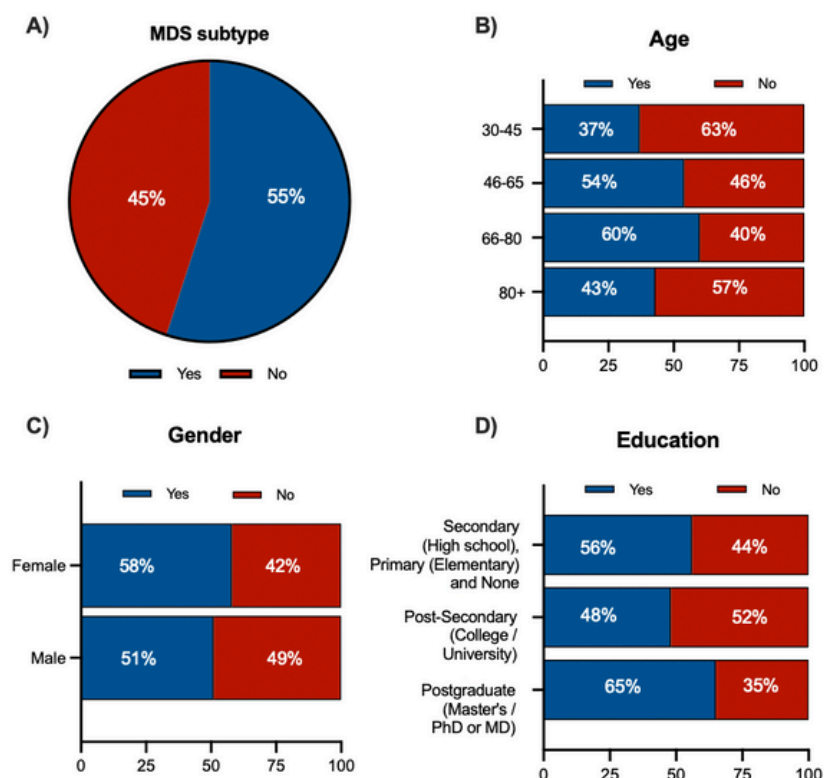 A)
MDS subtype
45%
55%
Yes No
B)
Age
Yes No
30-45 37% 63%
46-65 54% 46%
66-80 60% 40%
80+ 43% 57%
0 25 50 75 100
C)
Gender
Yes No
Female 58% 42%
Male 51% 49%
0 25 50 75 100
D)
Education
Yes No
Secondary
(High school),
Primary (Elementary)
and None
56% 44%
Post-Secondary
(College /
University)
48% 52%
Postgraduate
(Master's /
PhD or MD)
65% 35%
0 25 50 75 100